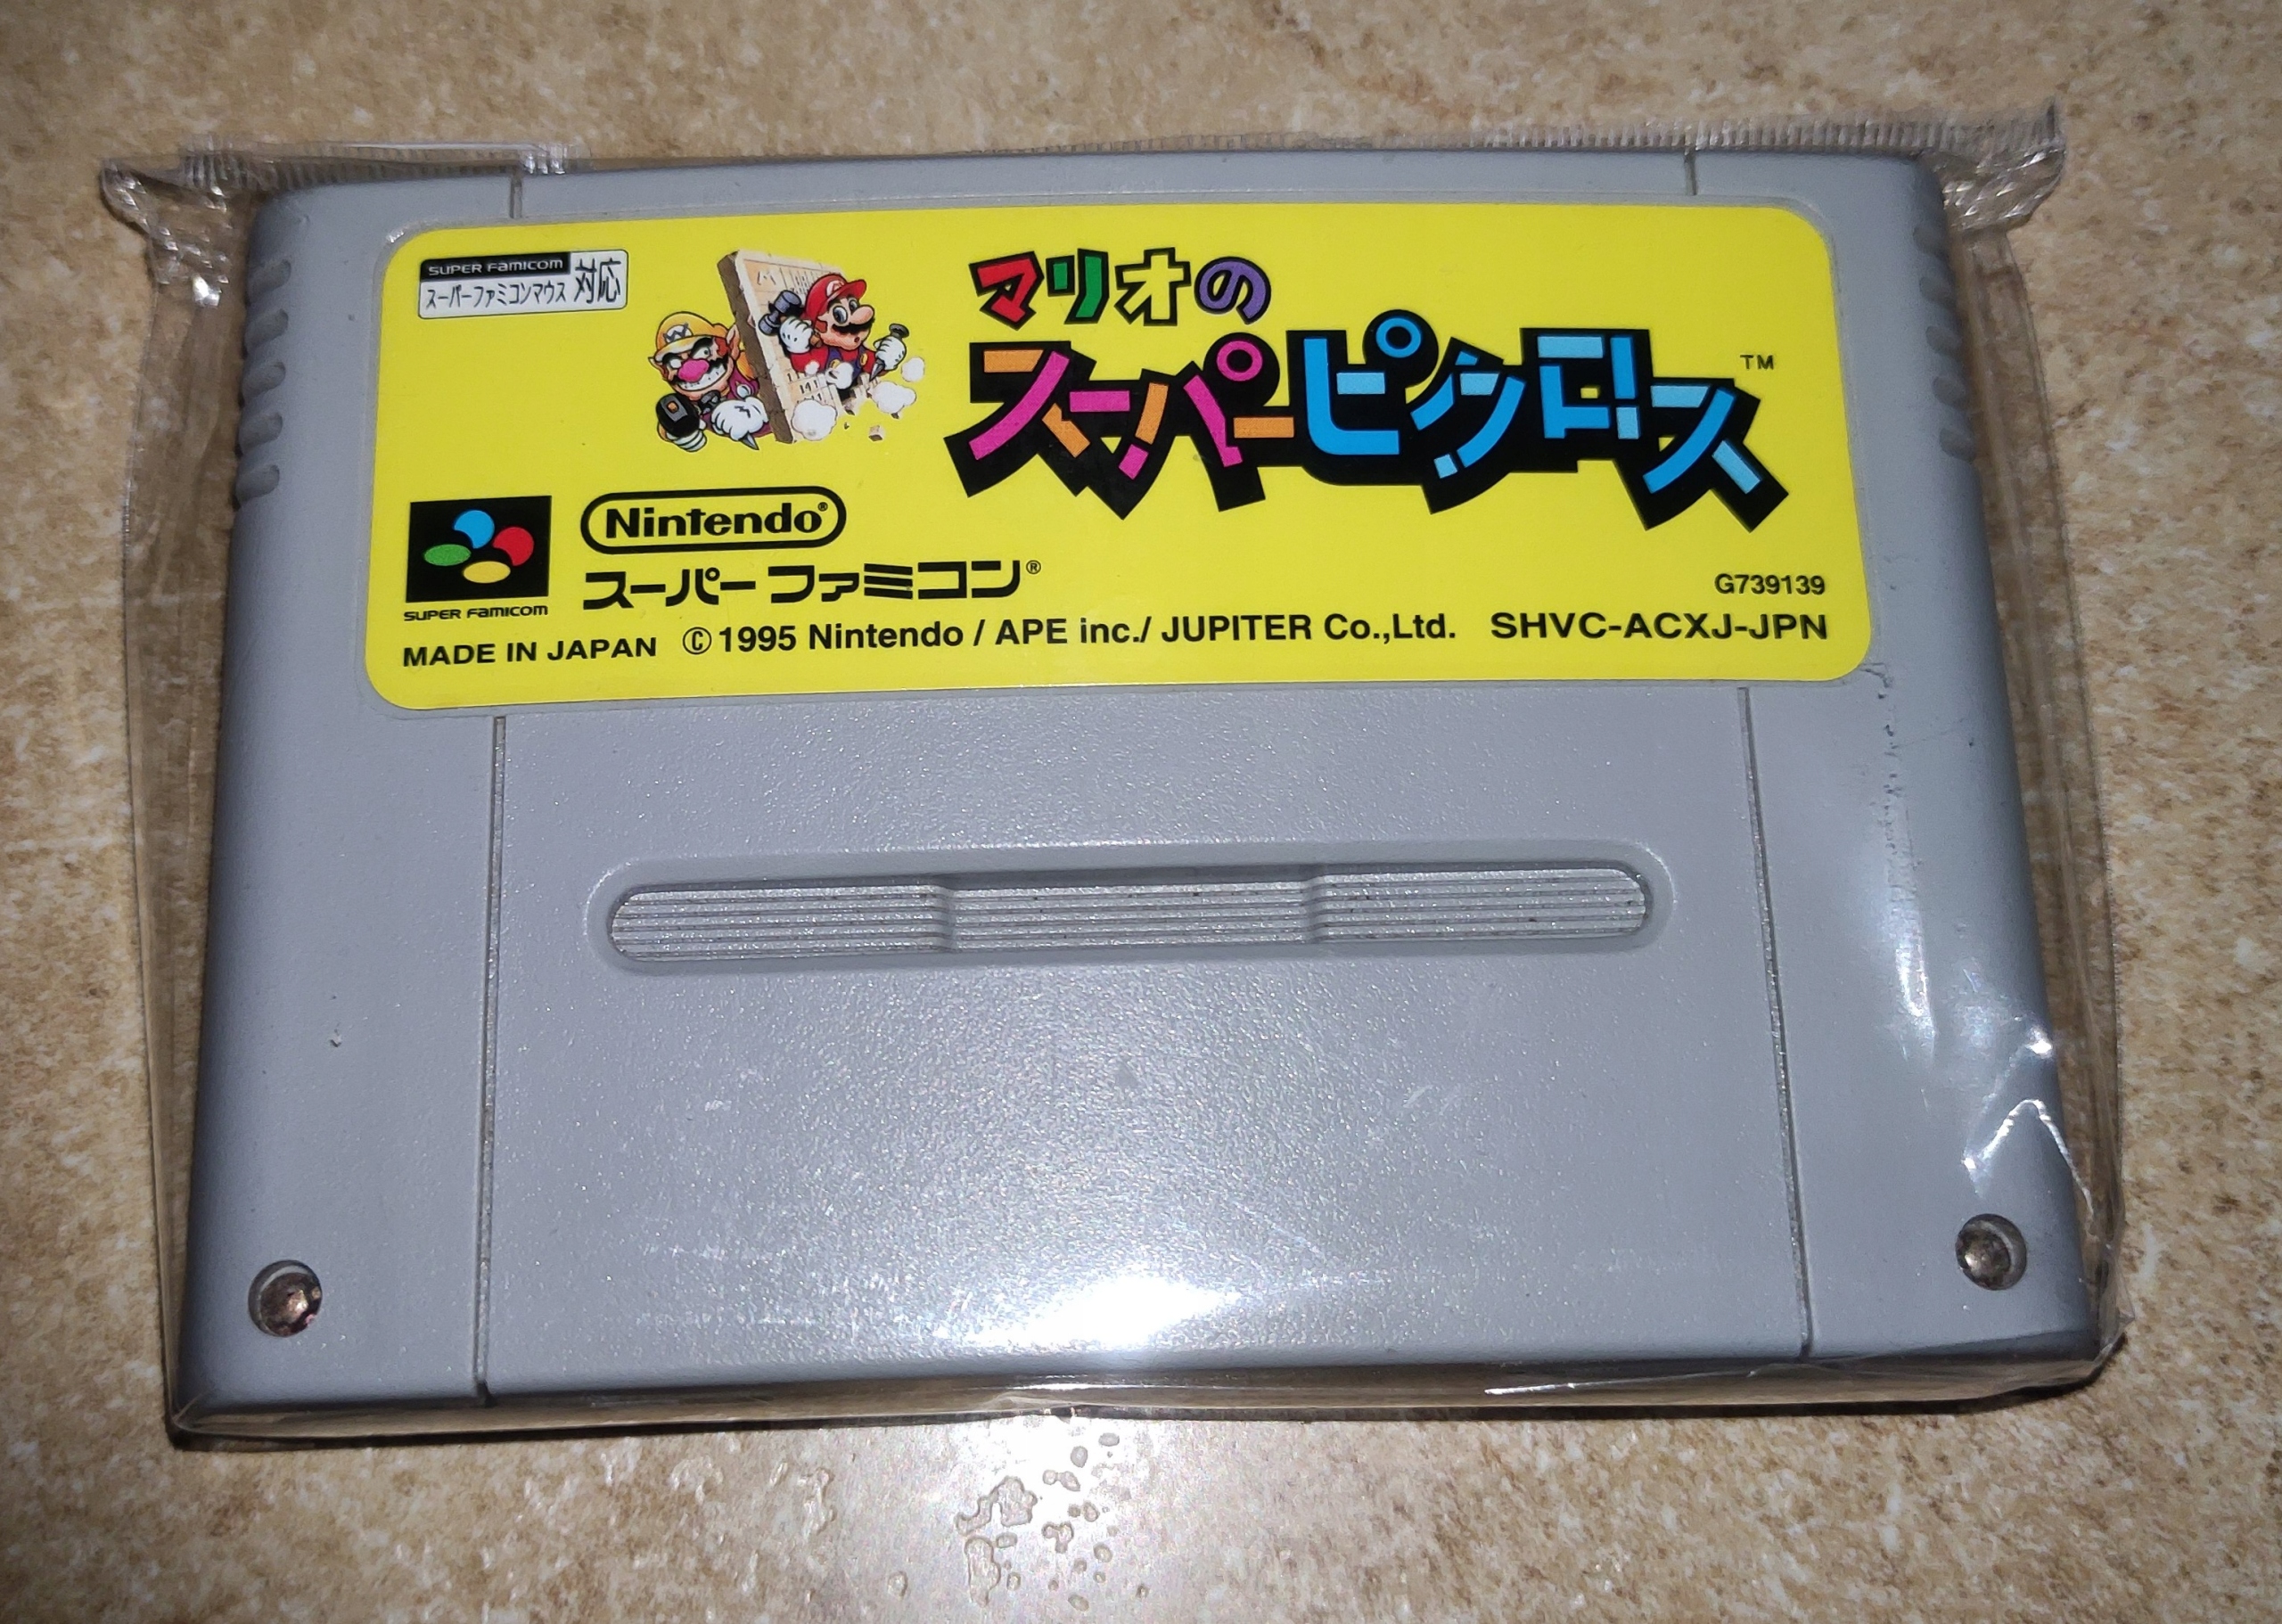 SUPER FAMICOM
スーパーファミコンマウス 対応
マリオの
スーパーピクロス TM
Nintendo®
スーパーファミコン®
SUPER FAMICOM
G739139
MADE IN JAPAN © 1995 Nintendo / APE inc./ JUPITER Co.,Ltd. SHVC-ACXJ-JPN